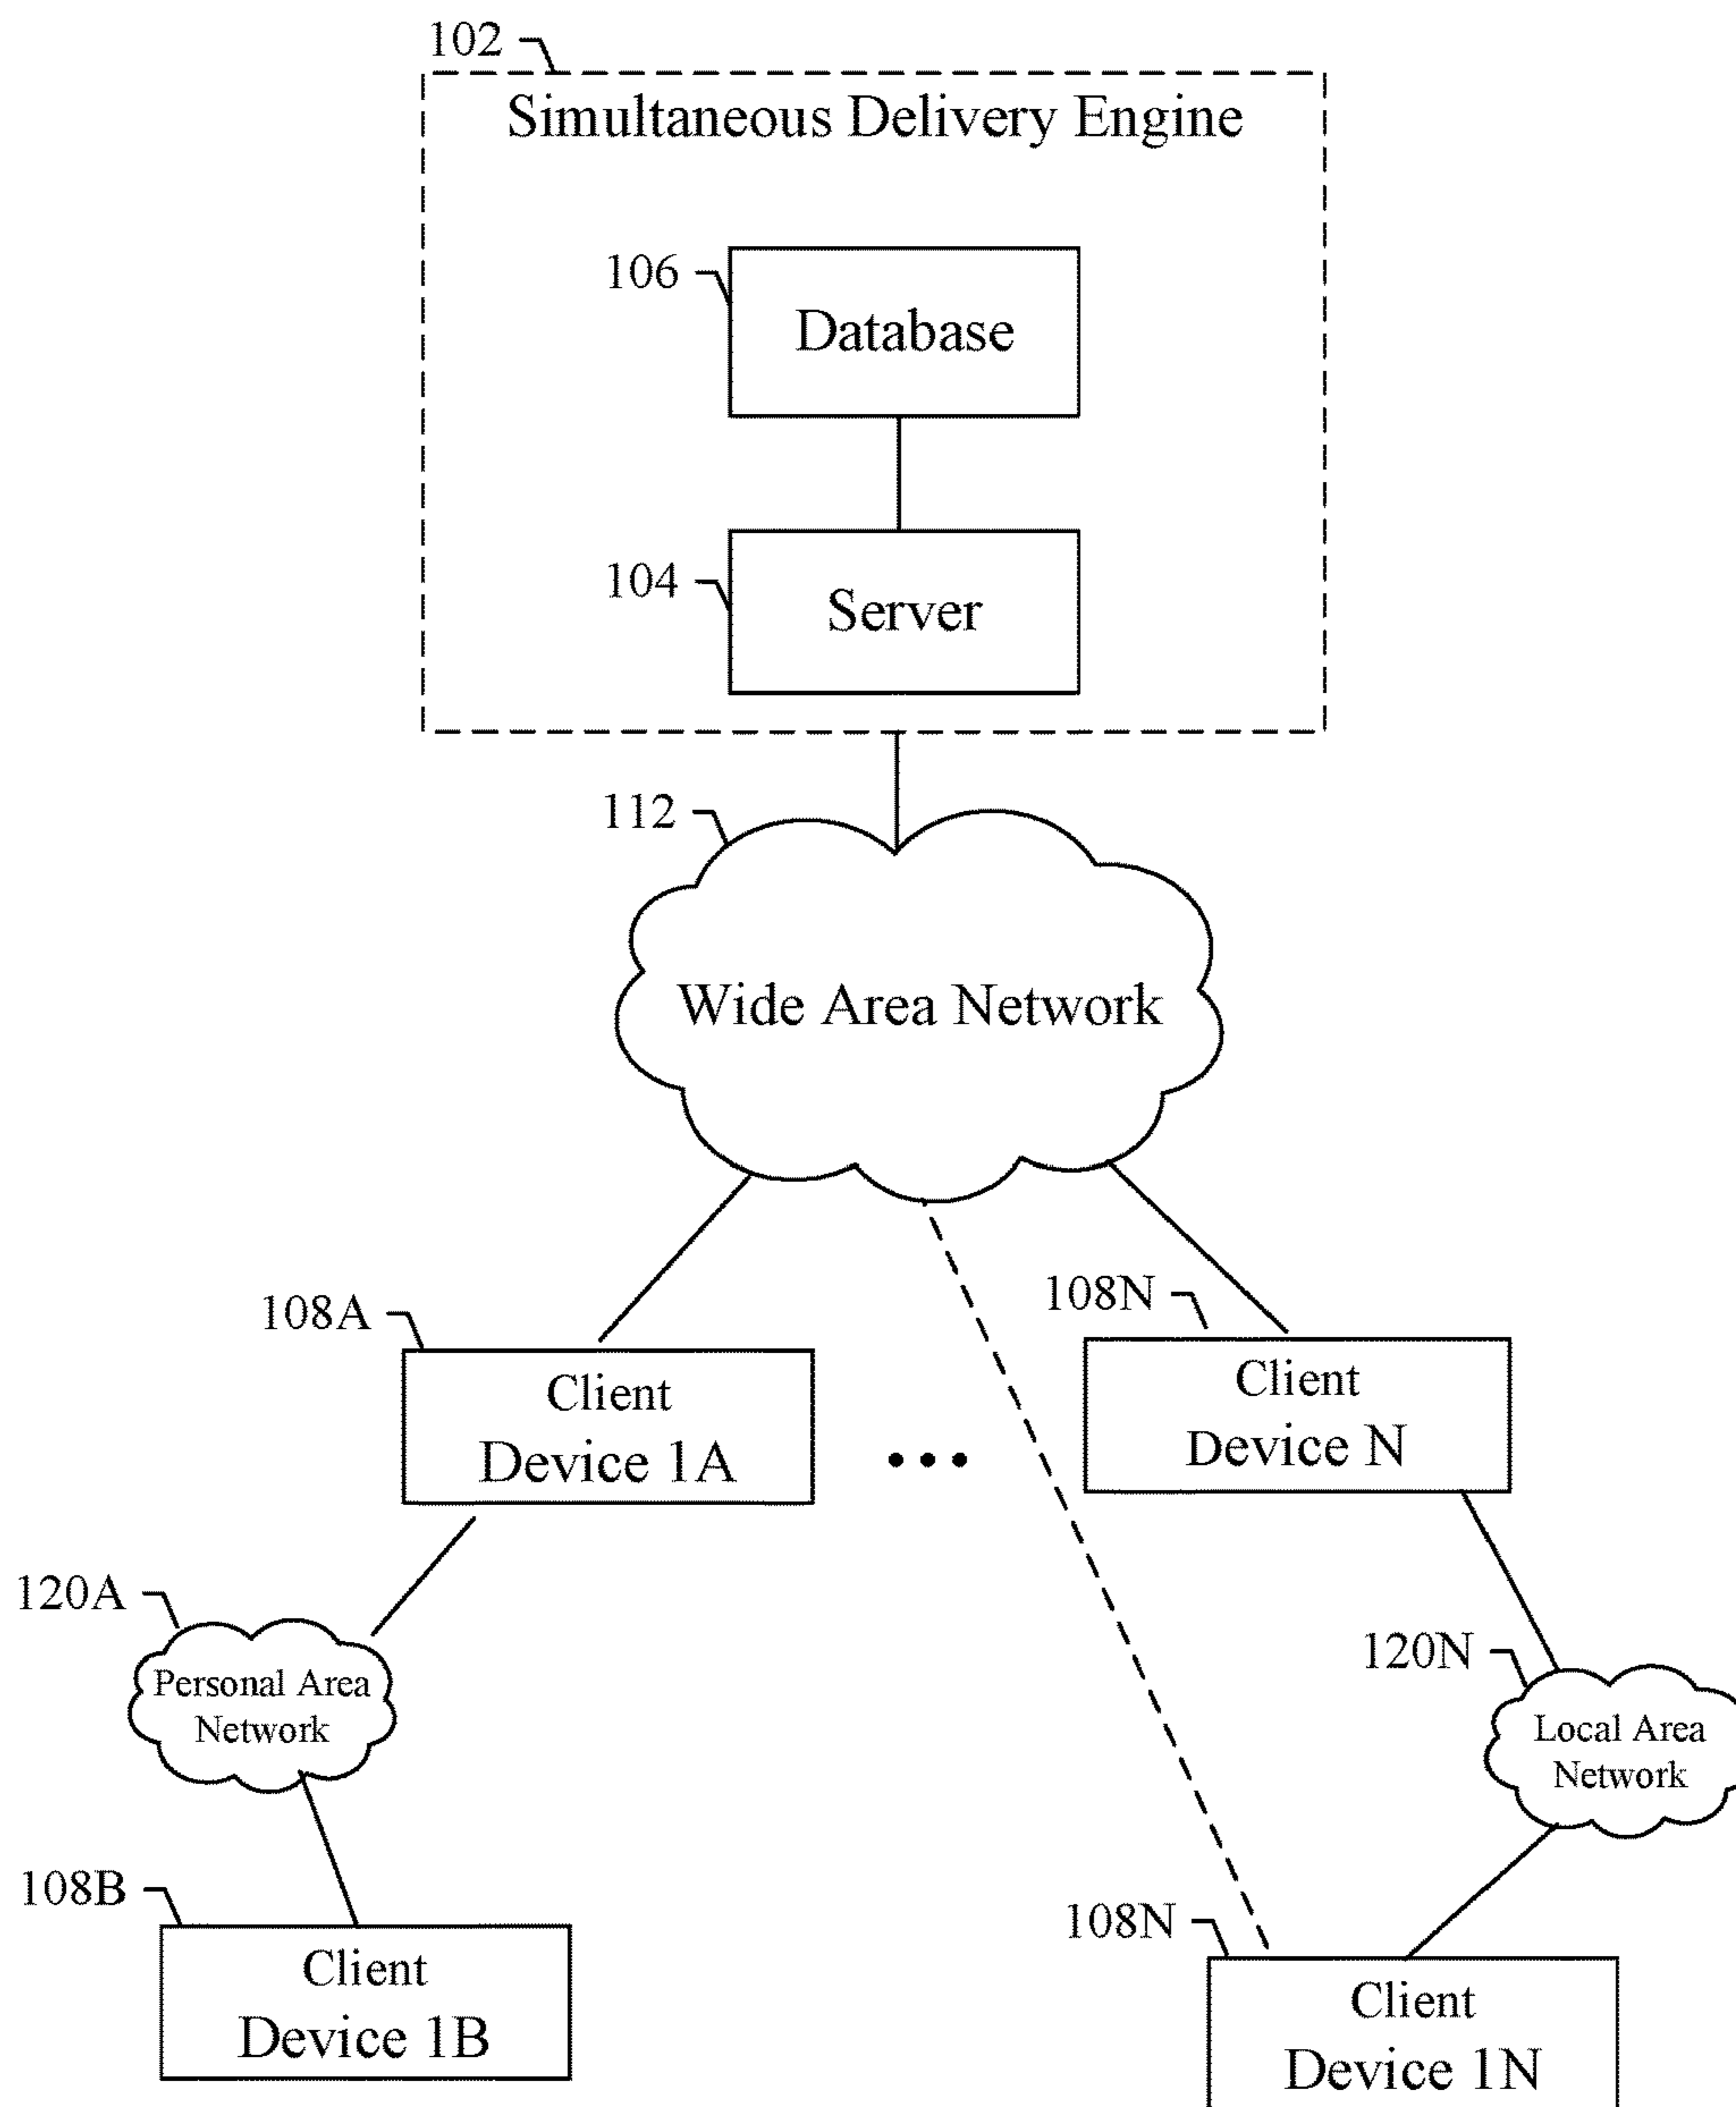 102
Simultaneous Delivery Engine
106
Database
104
Server
112
Wide Area Network
108A
108N
Client
Device 1A
Client
Device N
120A
120N
Personal Area
Network
Local Area
Network
108B
108N
Client
Device 1B
Client
Device 1N